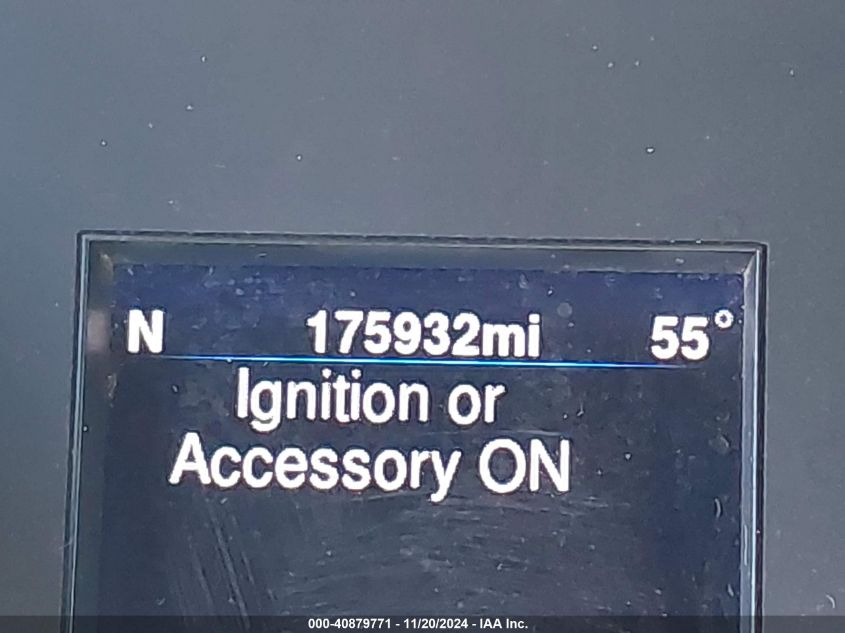 N 175932mi 55°
Ignition or
Accessory ON
000-40879771 - 11/20/2024 - IAA Inc.